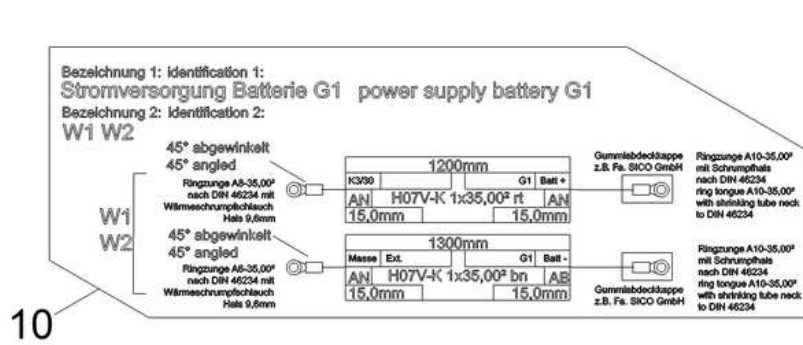 Bezeichnung 1: identification 1:
Stromversorgung Batterie G1 power supply battery G1
Bezeichnung 2: identification 2:
W1 W2
45° abgewinkelt
45° angled
Ringzunge A8-35,00²
nach DIN 46234 mit
Wärmeschrumpfschlauch
Hals 9,6mm
1200mm
K3/30 G1 Batt +
AN H07V-K 1x35,00² rt AN
15,0mm 15,0mm
Gummiabdeckkappe
z.B. Fa. SICO GmbH
Ringzunge A10-35,00²
mit Schrumpfhals
nach DIN 46234
ring tongue A10-35,00²
with shrinking tube neck
to DIN 46234
W1
W2
45° abgewinkelt
45° angled
Ringzunge A6-35,00²
nach DIN 46234 mit
Wärmeschrumpfschlauch
Hals 9,6mm
1300mm
Masse Ext. G1 Batt -
AN H07V-K 1x35,00² bn AB
15,0mm 15,0mm
Gummiabdeckkappe
z.B. Fa. SICO GmbH
Ringzunge A10-35,00²
mit Schrumpfhals
nach DIN 46234
ring tongue A10-35,00²
with shrinking tube neck
to DIN 46234
10